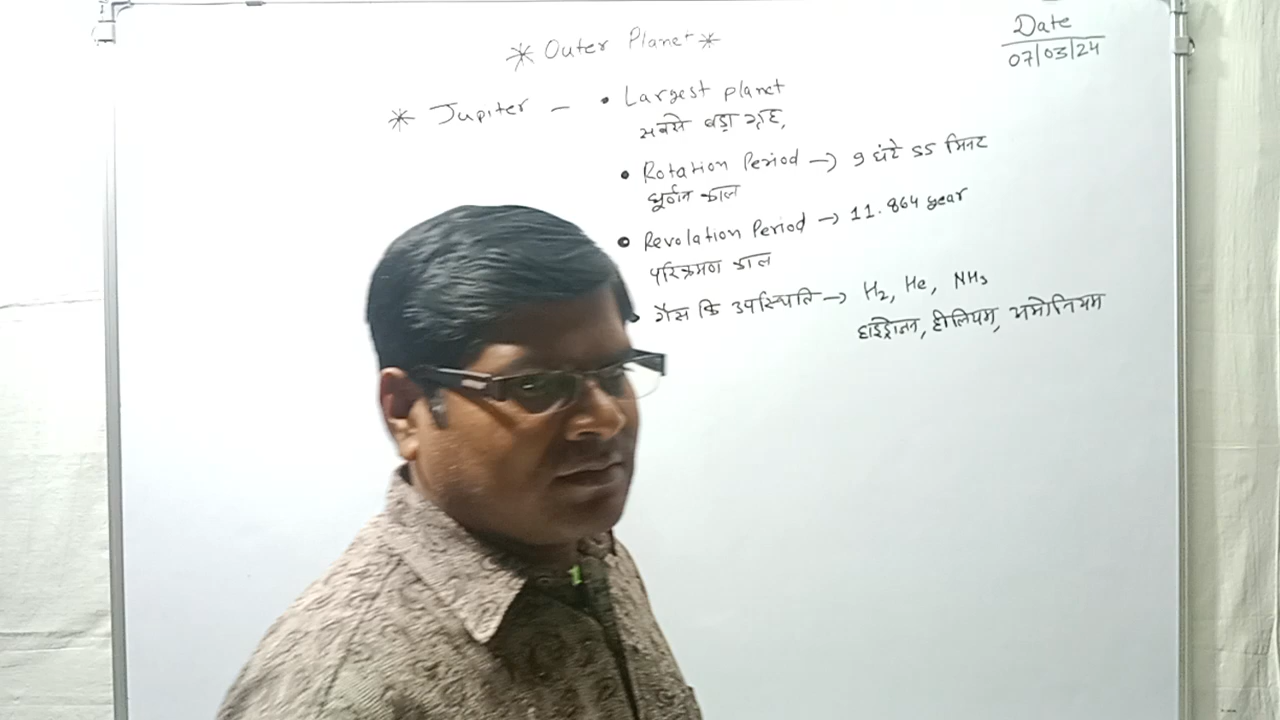 * Outer Planet *
Date
07/03/24
* Jupiter - • Largest planet
सबसे बड़ा ग्रह,
• Rotation Period → 9 घंटे 55 मिनट
घूर्णन काल
• Revolation Period → 11.864 year
परिक्रमण काल
• गैस कि उपस्थिति → H₂, He, NH₃
हाइड्रोजन, हीलियम, अमोनियम